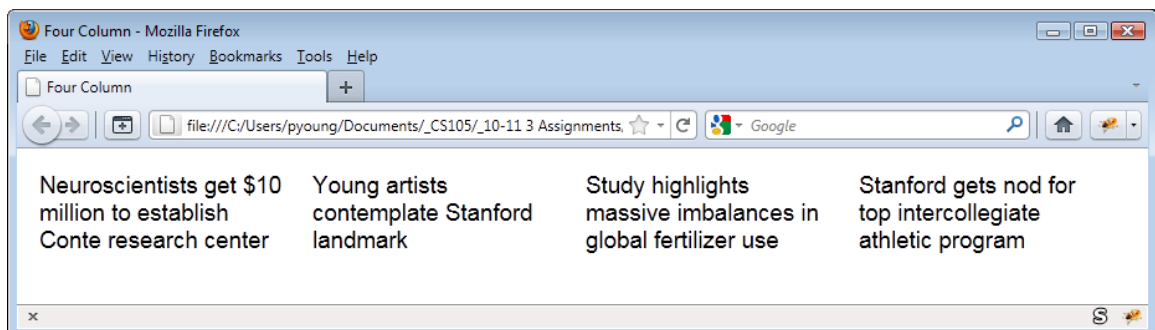 Four Column - Mozilla Firefox
File Edit View History Bookmarks Tools Help
Four Column
file:///C:/Users/pyoung/Documents/_CS105/_10-11 3 Assignments,
Google
Neuroscientists get $10
million to establish
Conte research center
Young artists
contemplate Stanford
landmark
Study highlights
massive imbalances in
global fertilizer use
Stanford gets nod for
top intercollegiate
athletic program